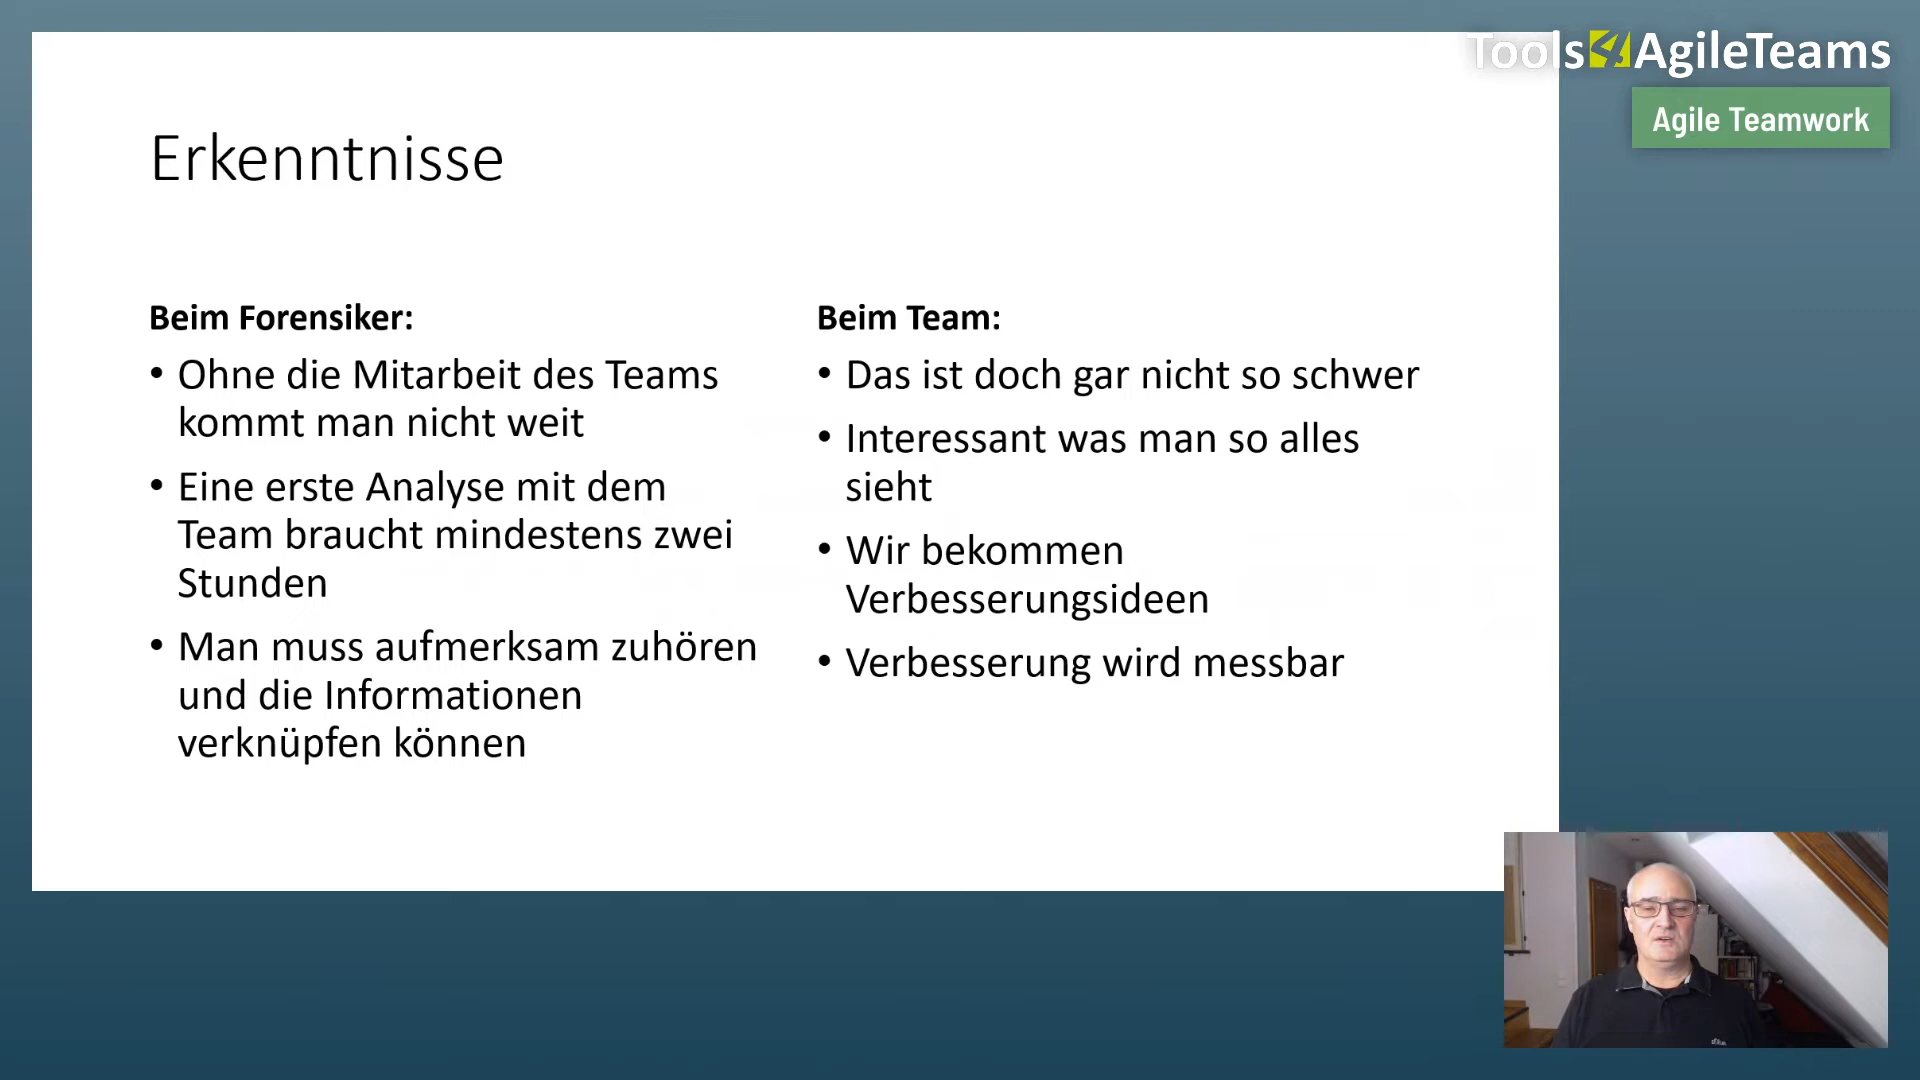 Tools4AgileTeams
Agile Teamwork
Erkenntnisse
Beim Forensiker:
• Ohne die Mitarbeit des Teams
kommt man nicht weit
• Eine erste Analyse mit dem
Team braucht mindestens zwei
Stunden
• Man muss aufmerksam zuhören
und die Informationen
verknüpfen können
Beim Team:
• Das ist doch gar nicht so schwer
• Interessant was man so alles
sieht
• Wir bekommen
Verbesserungsideen
• Verbesserung wird messbar